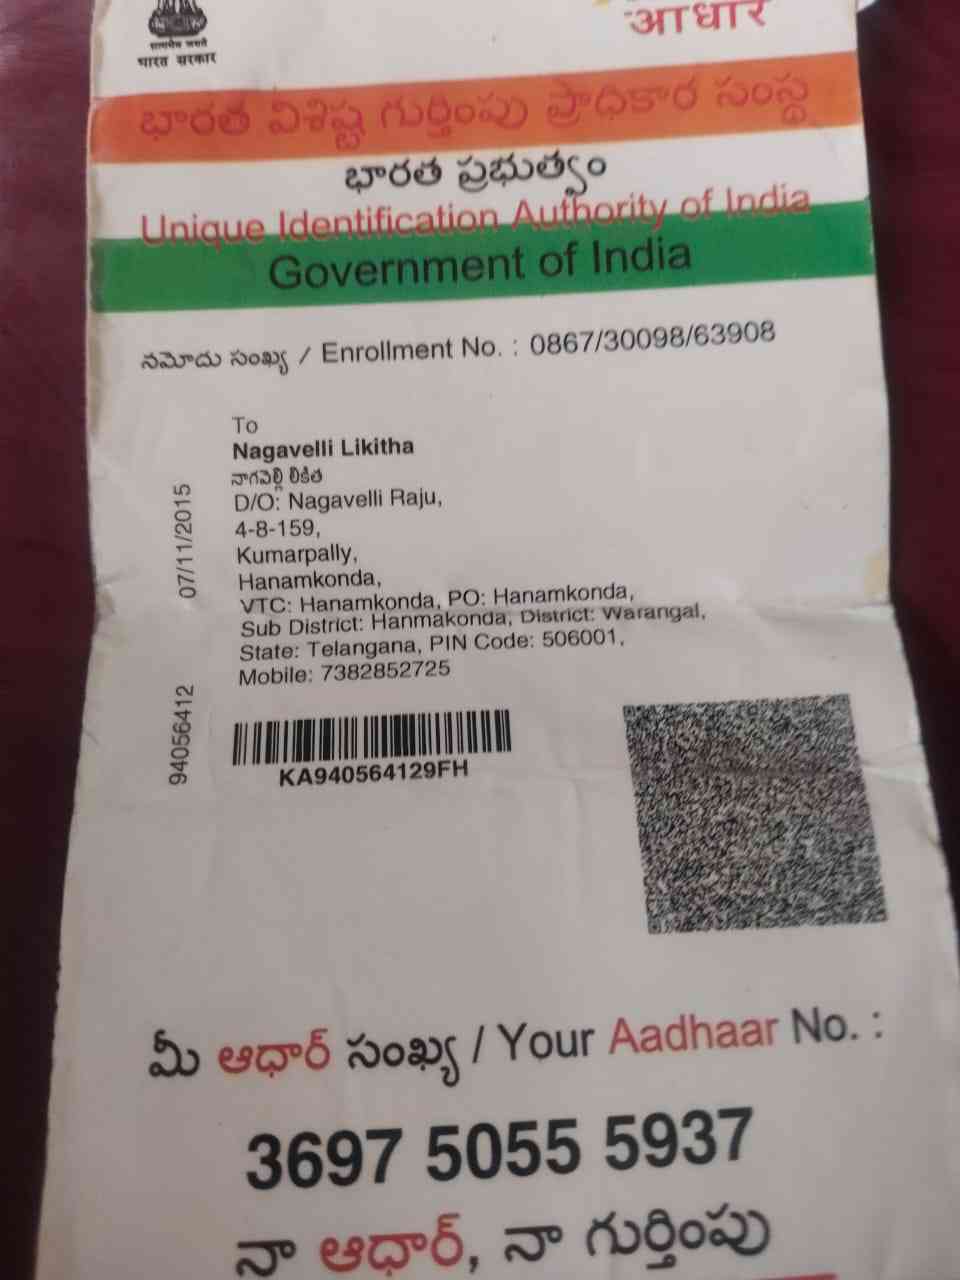 सत्यमेव जयते
भारत सरकार
आधार
భారత విశిష్ట గుర్తింపు ప్రాధికార సంస్థ
భారత ప్రభుత్వం
Unique Identification Authority of India
Government of India
నమోదు సంఖ్య / Enrollment No. : 0867/30098/63908
To
Nagavelli Likitha
నాగవెల్లి లికిత
D/O: Nagavelli Raju,
4-8-159,
Kumarpally,
Hanamkonda,
VTC: Hanamkonda, PO: Hanamkonda,
Sub District: Hanmakonda, District: Warangal,
State: Telangana, PIN Code: 506001,
Mobile: 7382852725
07/11/2015
94056412
KA940564129FH
మీ ఆధార్ సంఖ్య / Your Aadhaar No. :
3697 5055 5937
నా ఆధార్, నా గుర్తింపు